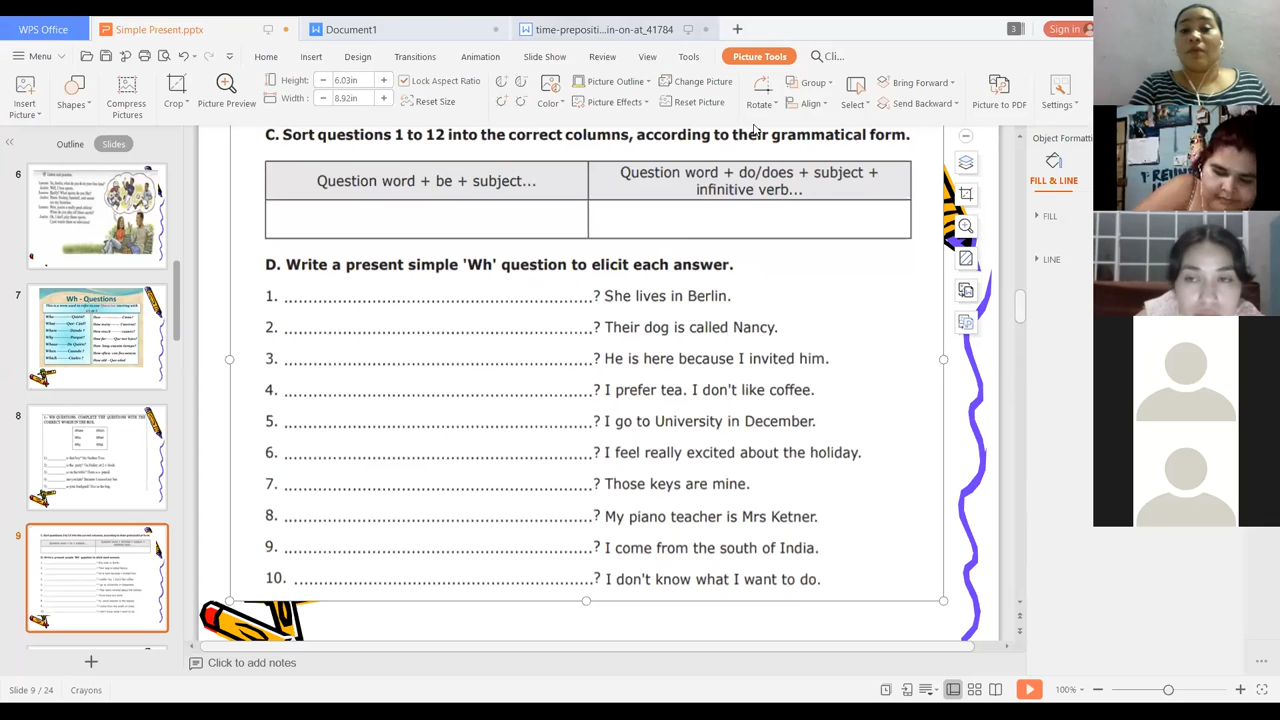 WPS Office
Simple Present.pptx
Document1
time-prepositi...in-on-at_41784
3
Sign in
Menu
Home
Insert
Design
Transitions
Animation
Slide Show
Review
View
Tools
Picture Tools
Cli...
Insert Picture
Shapes
Compress Pictures
Crop
Picture Preview
Height: 6.03in
Width: 8.92in
Lock Aspect Ratio
Reset Size
Color
Picture Outline
Picture Effects
Change Picture
Reset Picture
Rotate
Group
Align
Select
Bring Forward
Send Backward
Picture to PDF
Settings
Outline
Slides
6
7
Wh - Questions
8
9
C. Sort questions 1 to 12 into the correct columns, according to their grammatical form.
Question word + be + subject...
Question word + do/does + subject + infinitive verb...
D. Write a present simple 'Wh' question to elicit each answer.
1. ........................................................? She lives in Berlin.
2. ........................................................? Their dog is called Nancy.
3. ........................................................? He is here because I invited him.
4. ........................................................? I prefer tea. I don't like coffee.
5. ........................................................? I go to University in December.
6. ........................................................? I feel really excited about the holiday.
7. ........................................................? Those keys are mine.
8. ........................................................? My piano teacher is Mrs Ketner.
9. ........................................................? I come from the south of India.
10. ........................................................? I don't know what I want to do.
Object Formatti
FILL & LINE
FILL
LINE
Click to add notes
Slide 9 / 24
Crayons
100%